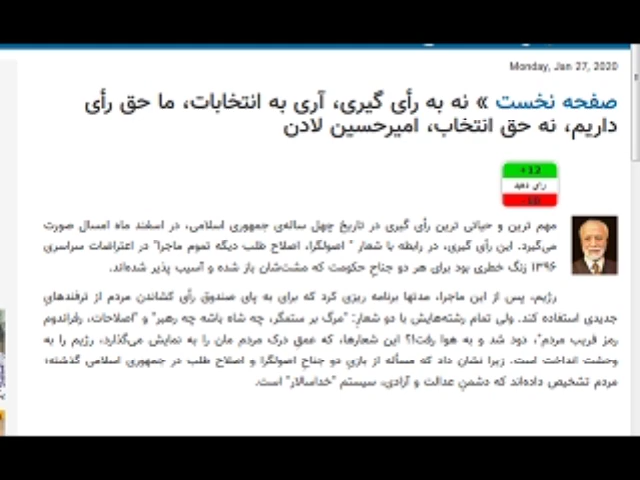 Monday, Jan 27, 2020
صفحه نخست » نه به رأی گیری، آری به انتخابات، ما حق رأی
داریم، نه حق انتخاب، امیرحسین لادن
+12
رای دهید
-10
مهم ترین و حیاتی ترین رأی گیری در تاریخ چهل ساله‌ی جمهوری اسلامی، در اسفند ماه امسال صورت
می‌گیرد. این رأی گیری، در رابطه با شعار " اصولگرا، اصلاح طلب دیگه تموم ماجرا" در اعتراضات سراسری
۱۳۹۶ زنگ خطری بود برای هر دو جناح حکومت که مشت‌شان باز شده و آسیب پذیر شده‌اند.
رژیم، پس از این ماجرا، مدتها برنامه ریزی کرد که برای به پای صندوق رأی کشاندن مردم از ترفندهای
جدیدی استفاده کند. ولی تمام رشته‌هایش با دو شعار: "مرگ بر ستمگر، چه شاه باشه چه رهبر" و "اصلاحات، رفراندوم
رمز فریب مردم"، دود شد و به هوا رفت!؟ این شعارها، که عمق درک مردم مان را به نمایش می‌گذارد، رژیم را به
وحشت انداخت است. زیرا نشان داد که مسأله از بازیِ دو جناح اصولگرا و اصلاح طلب در جمهوری اسلامی گذشته؛
مردم تشخیص داده‌اند که دشمنِ عدالت و آزادی، سیستم "خداسالار" است.